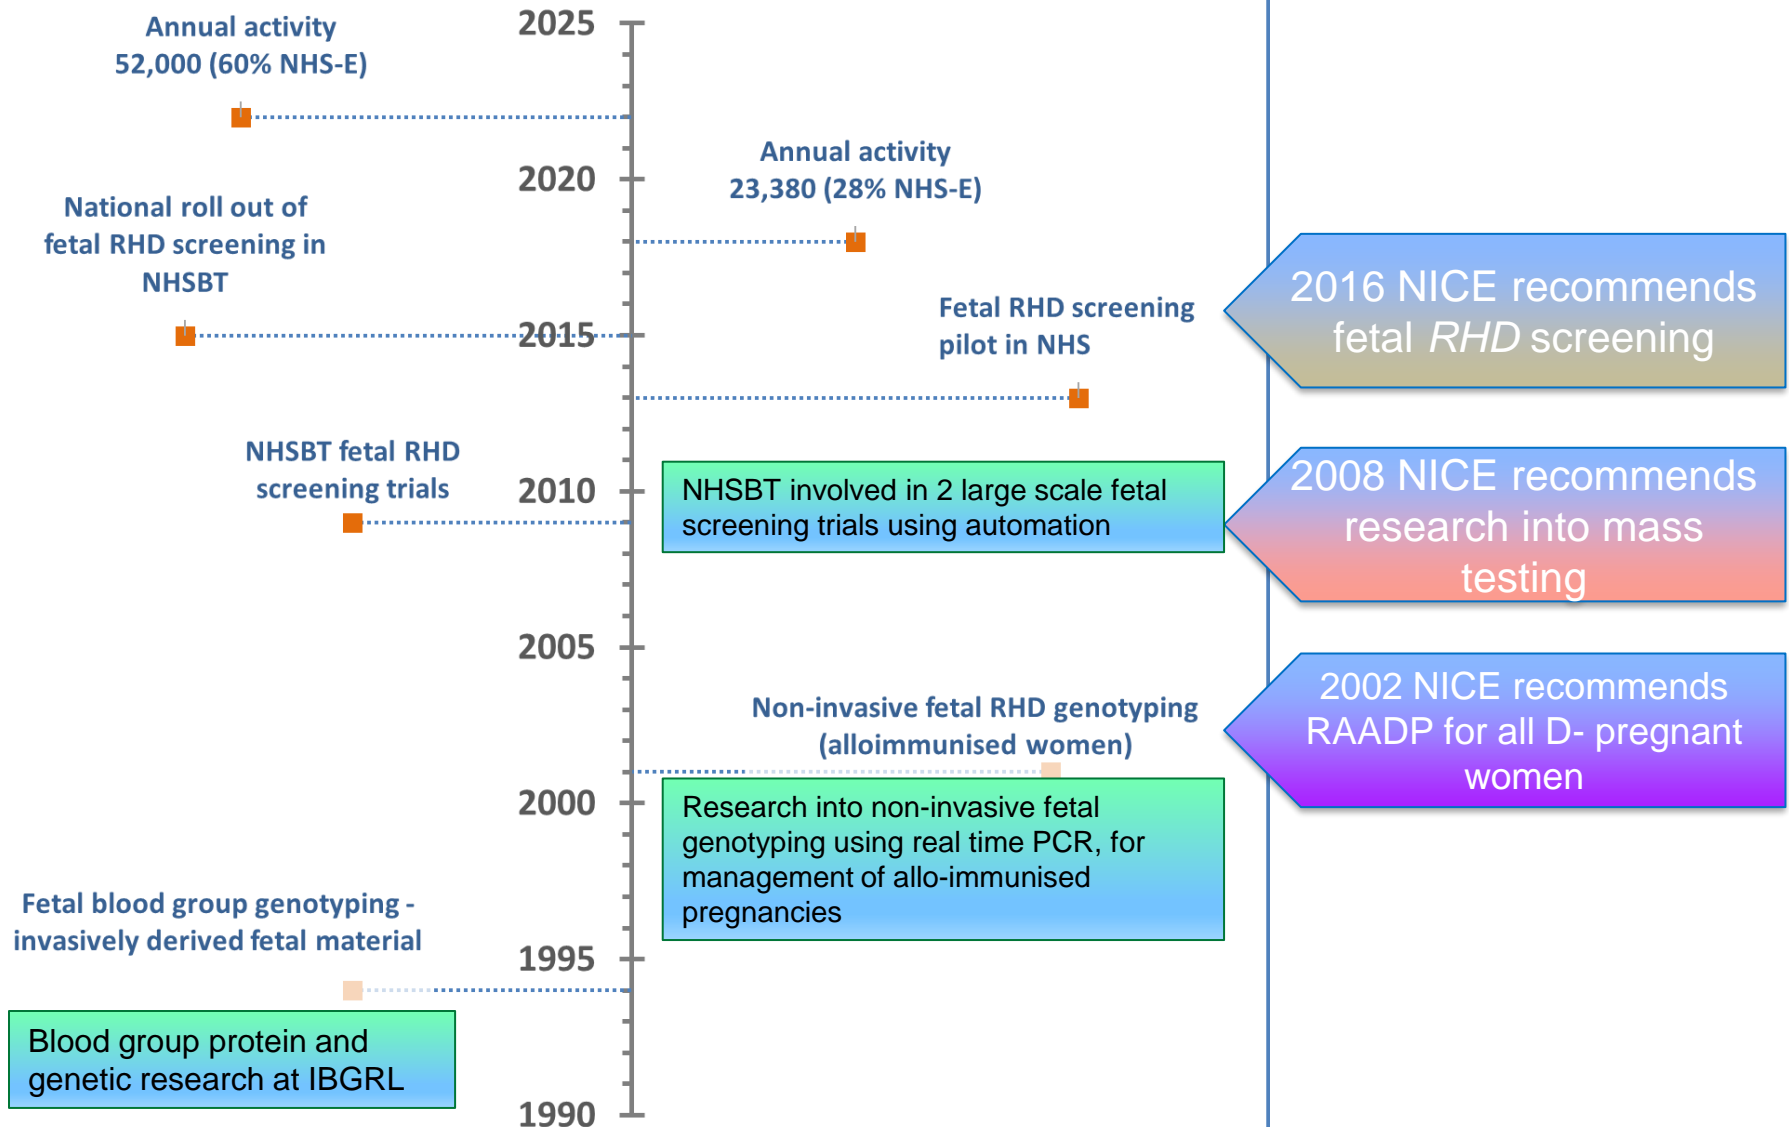 Annual activity
52,000 (60% NHS-E)
2025
Annual activity
23,380 (28% NHS-E)
2020
National roll out of
fetal RHD screening in
NHSBT
2016 NICE recommends
fetal RHD screening
Fetal RHD screening
pilot in NHS
2015
NHSBT fetal RHD
screening trials
2010
NHSBT involved in 2 large scale fetal
screening trials using automation
2008 NICE recommends
research into mass
testing
2005
Non-invasive fetal RHD genotyping
(alloimmunised women)
2002 NICE recommends
RAADP for all D- pregnant
women
2000
Research into non-invasive fetal
genotyping using real time PCR, for
management of allo-immunised
pregnancies
Fetal blood group genotyping -
invasively derived fetal material
1995
Blood group protein and
genetic research at IBGRL
1990